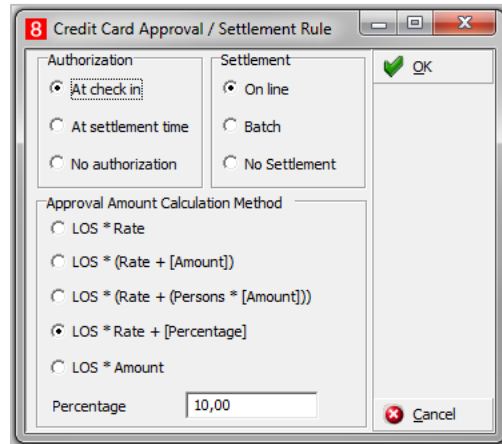 8 Credit Card Approval / Settlement Rule
Authorization
At check in
At settlement time
No authorization
Settlement
On line
Batch
No Settlement
OK
Approval Amount Calculation Method
LOS * Rate
LOS * (Rate + [Amount])
LOS * (Rate + (Persons * [Amount]))
LOS * Rate + [Percentage]
LOS * Amount
Percentage 10,00
Cancel